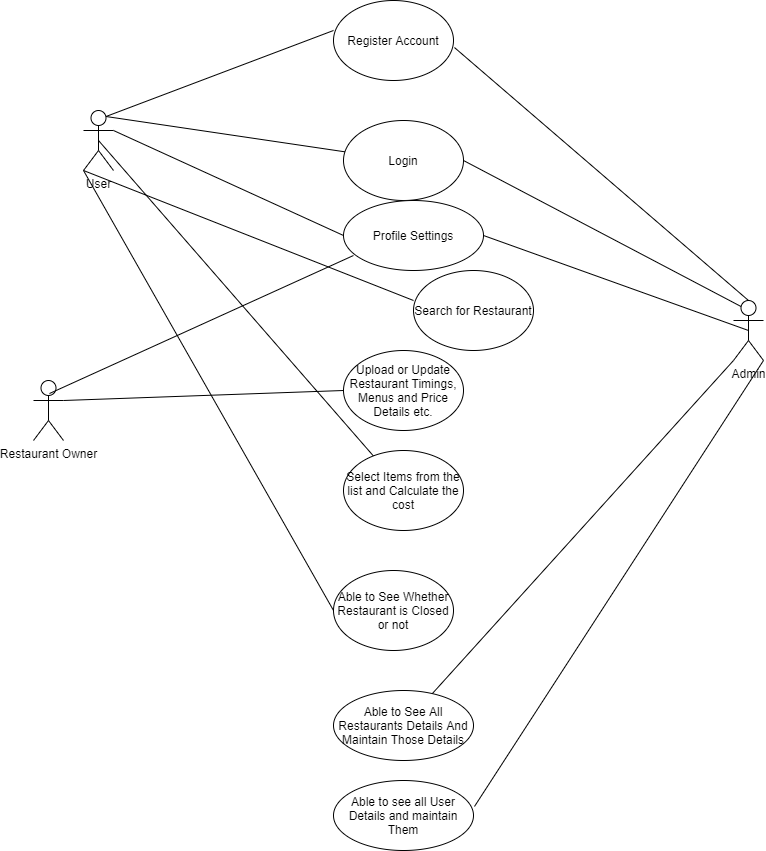 Register Account
Login
User
Profile Settings
Search for Restaurant
Upload or Update
Restaurant Timings,
Menus and Price
Details etc.
Admin
Restaurant Owner
Select Items from the
list and Calculate the
cost
Able to See Whether
Restaurant is Closed
or not
Able to See All
Restaurants Details And
Maintain Those Details
Able to see all User
Details and maintain
Them